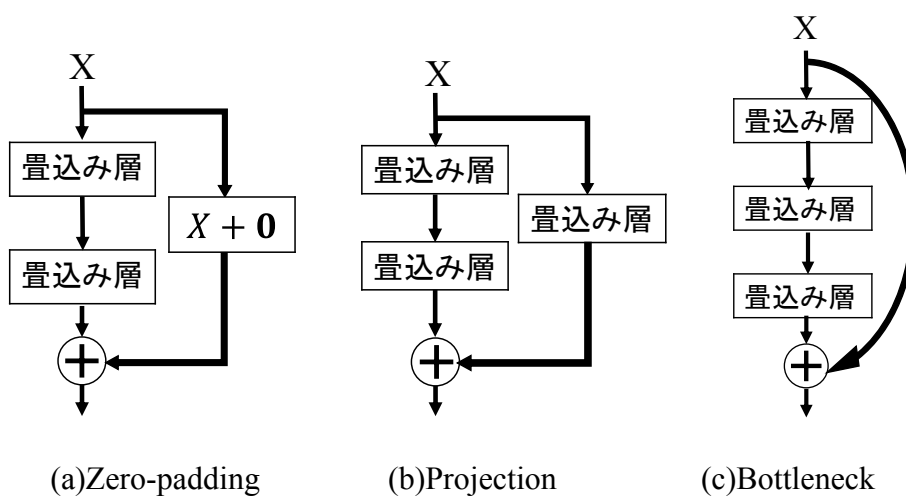 X
畳込み層
畳込み層
X + 0
+
(a)Zero-padding
X
畳込み層
畳込み層
畳込み層
+
(b)Projection
X
畳込み層
畳込み層
畳込み層
+
(c)Bottleneck